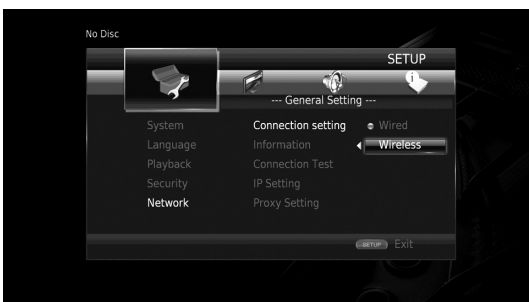 No Disc
SETUP
--- General Setting ---
System
Connection setting
Wired
Language
Information
Wireless
Playback
Connection Test
Security
IP Setting
Network
Proxy Setting
SETUP Exit